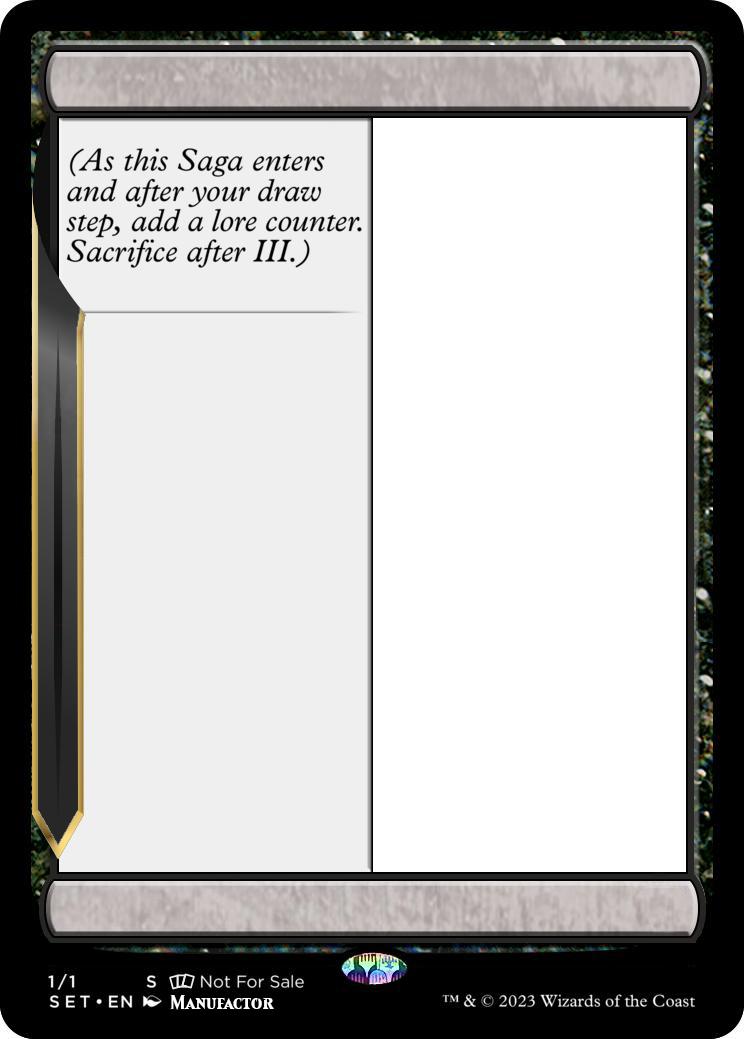 (As this Saga enters
and after your draw
step, add a lore counter.
Sacrifice after III.)
1/1 S Not For Sale
SET • EN MANUFACTOR
™ & © 2023 Wizards of the Coast